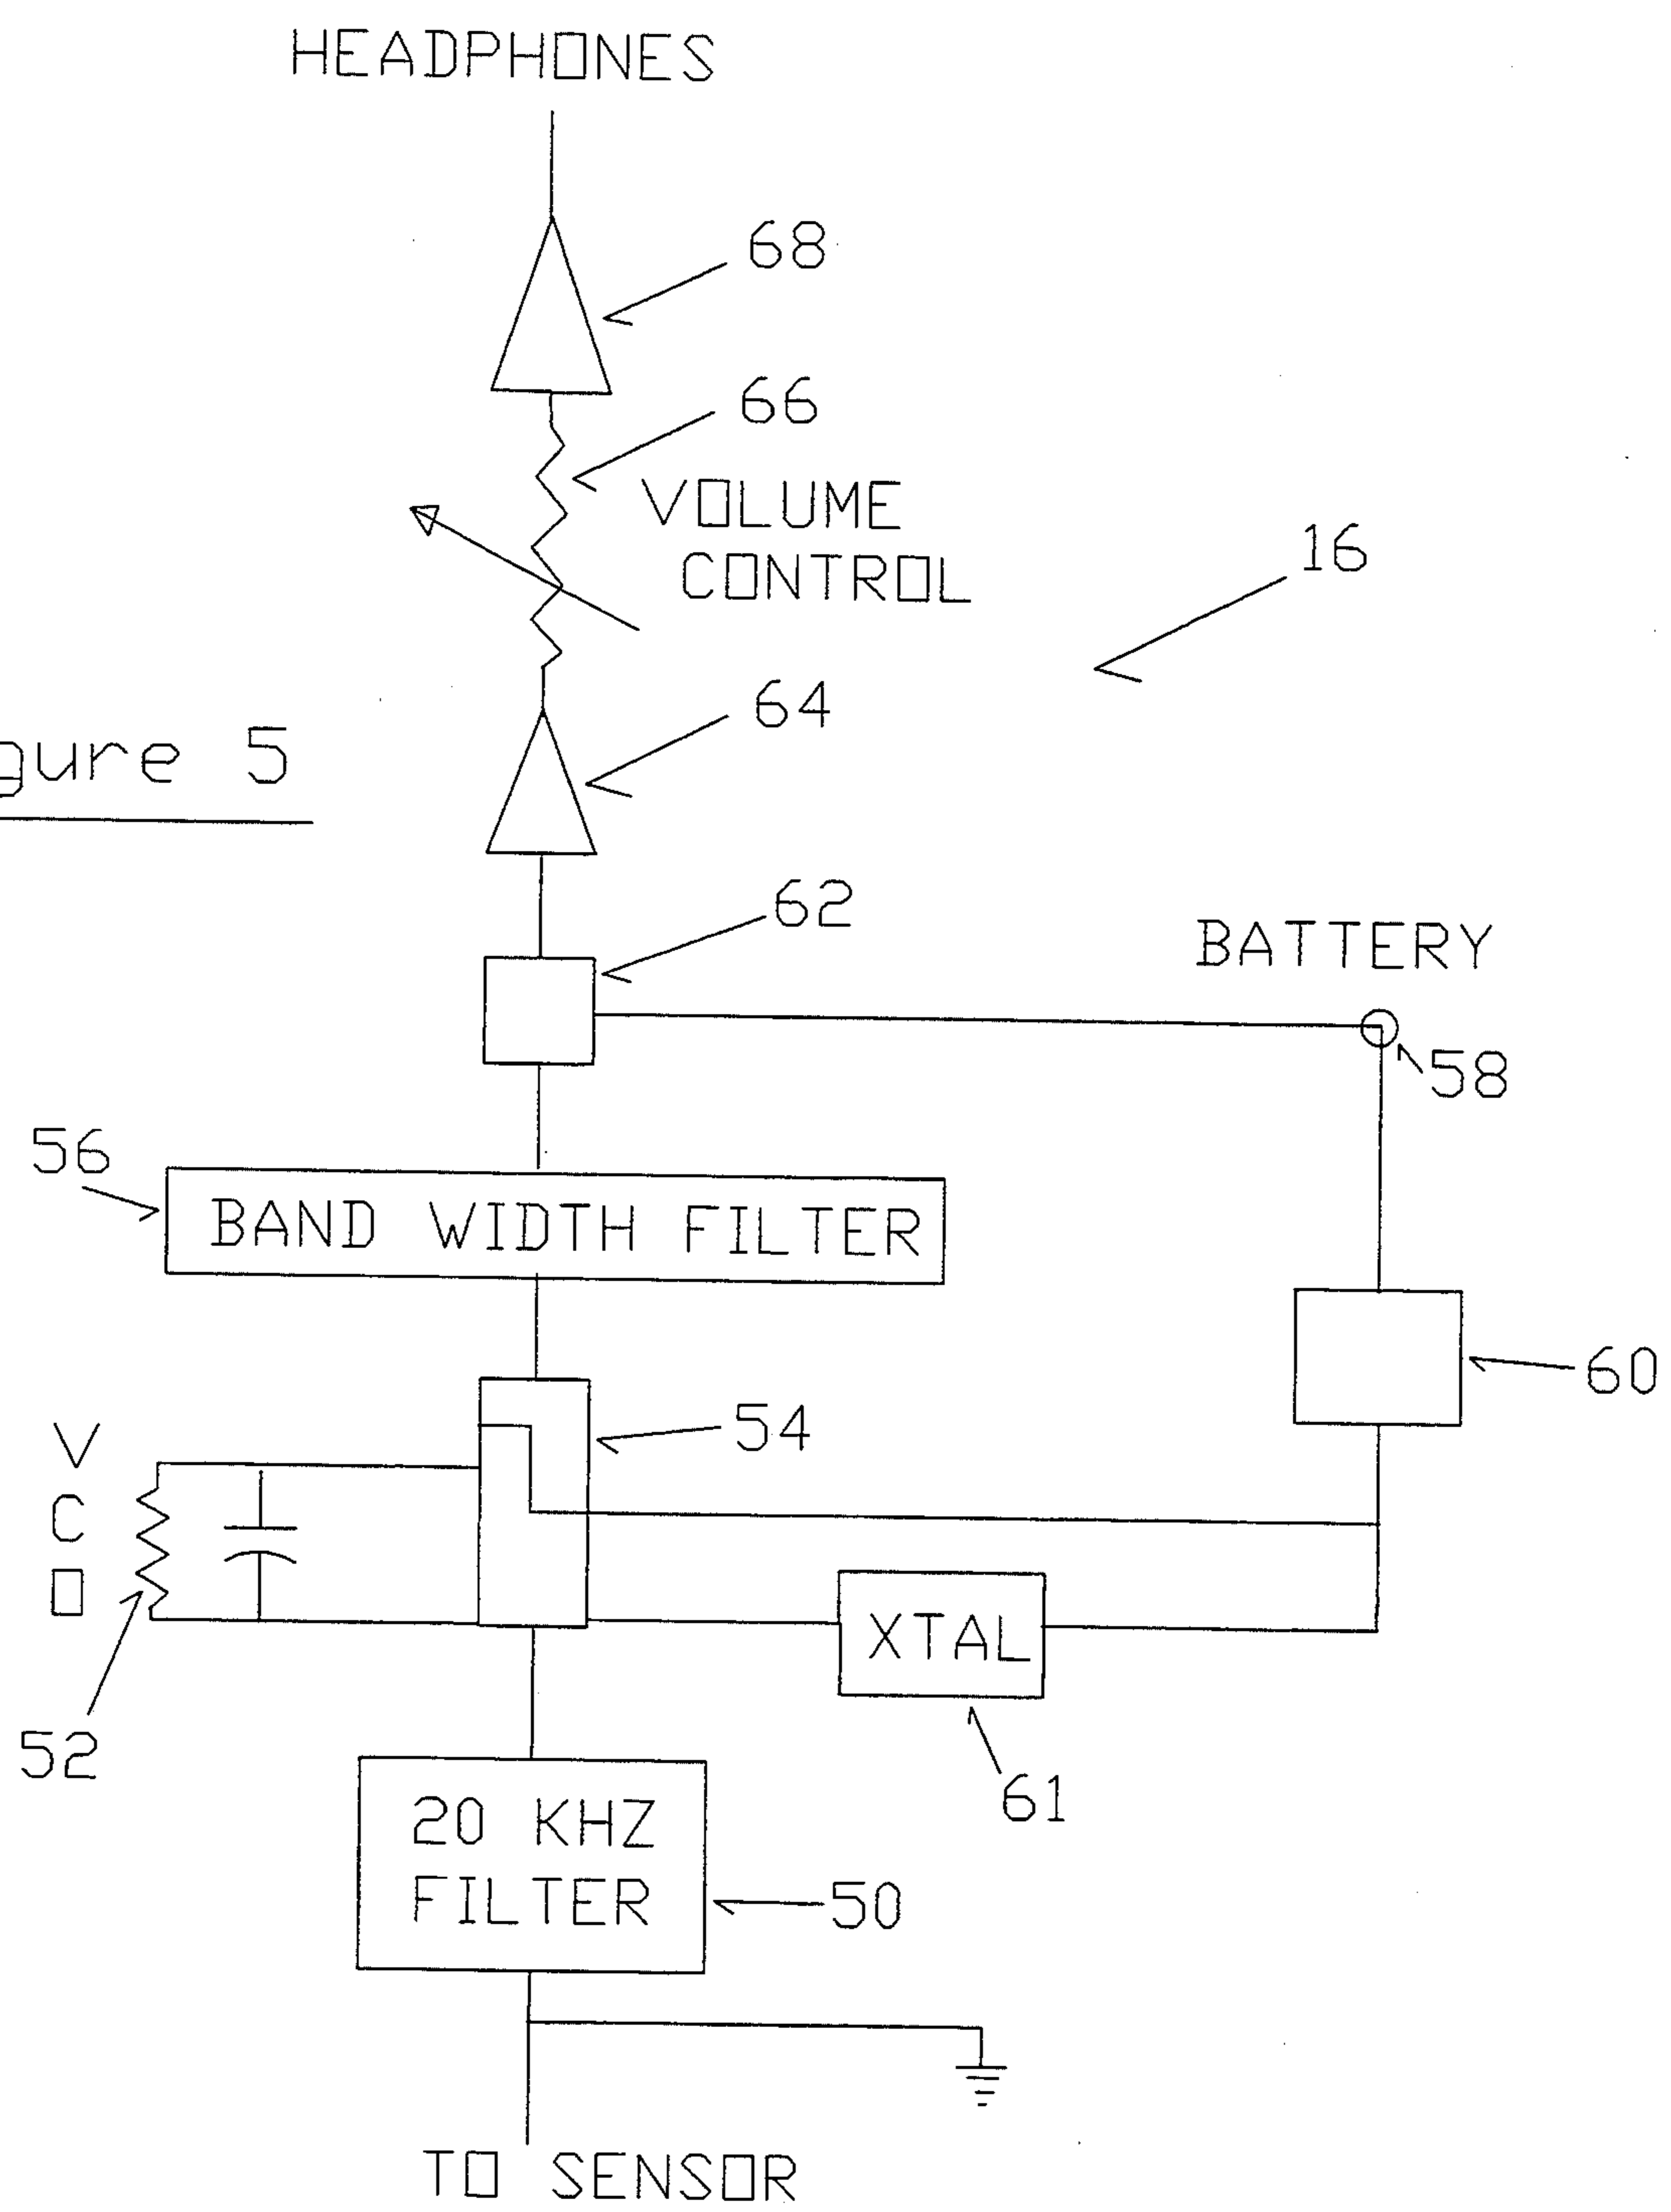 HEADPHONES
68
66
VOLUME
CONTROL
16
64
gure 5
62
BATTERY
58
56
BAND WIDTH FILTER
60
54
V
C
O
XTAL
52
61
20 KHZ
FILTER
50
TO SENSOR